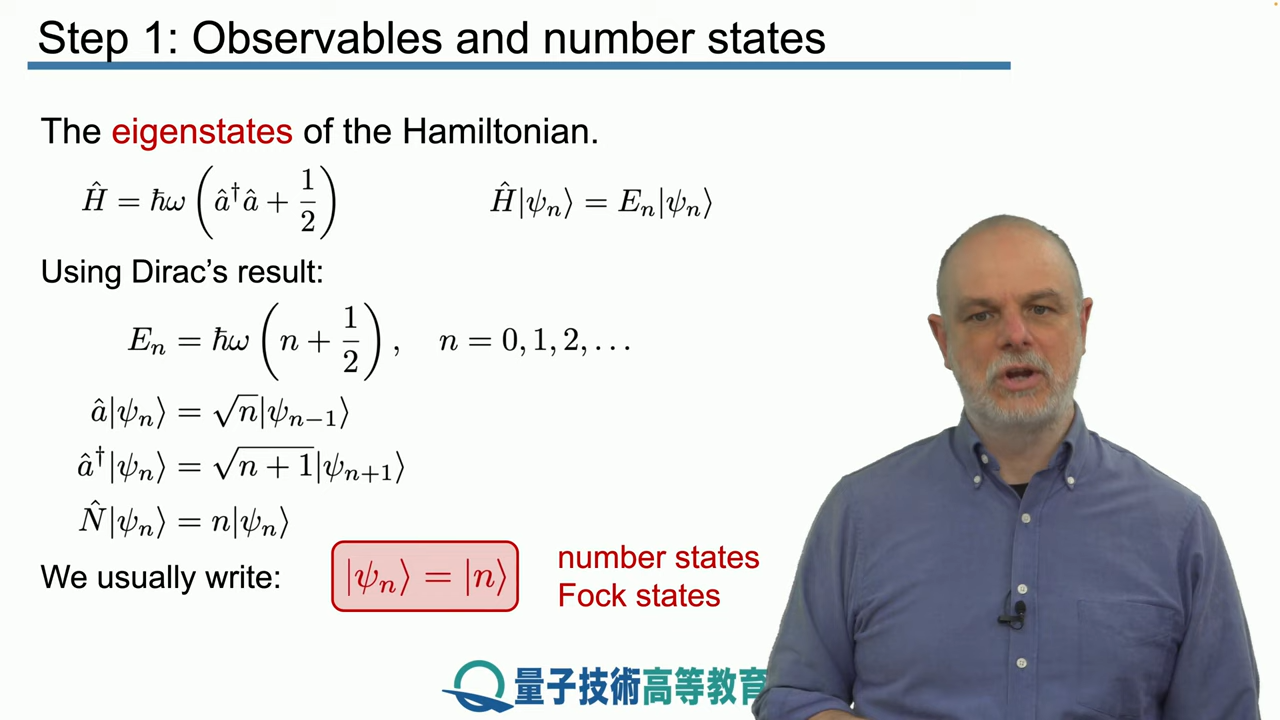 Step 1: Observables and number states
The eigenstates of the Hamiltonian.
Ĥ = ℏω(â†â + 1/2)    Ĥ|ψₙ⟩ = Eₙ|ψₙ⟩
Using Dirac's result:
Eₙ = ℏω(n + 1/2),    n = 0, 1, 2, . . .
â|ψₙ⟩ = √n|ψₙ₋₁⟩
â†|ψₙ⟩ = √(n + 1)|ψₙ₊₁⟩
N̂|ψₙ⟩ = n|ψₙ⟩
We usually write: |ψₙ⟩ = |n⟩
number states
Fock states
量子技術高等教育